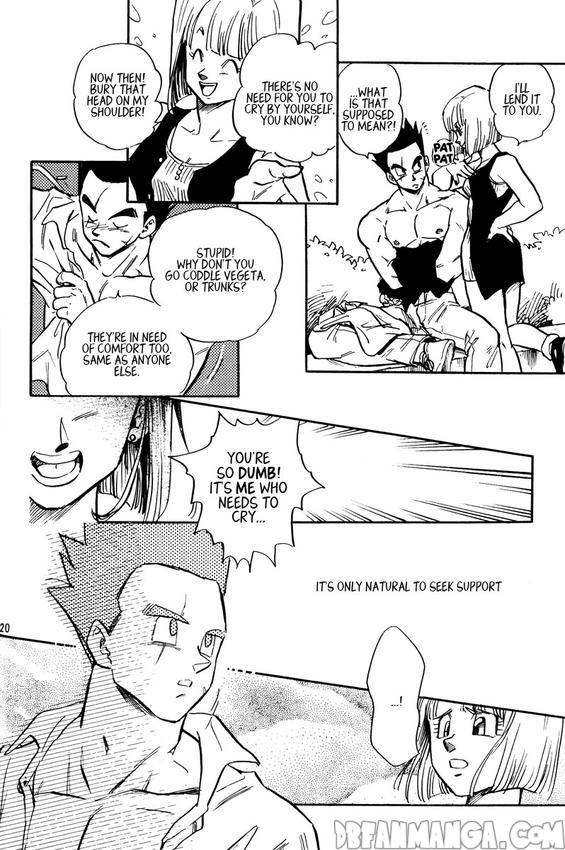 THERE'S NO
NEED FOR YOU TO
CRY BY YOURSELF,
YOU KNOW?
NOW THEN!
BURY THAT
HEAD ON MY
SHOULDER!
I'LL
LEND IT
TO YOU.
PAT
PAT
...WHAT
IS THAT
SUPPOSED
TO MEAN?!
STUPID!
WHY DON'T YOU
GO CODDLE VEGETA,
OR TRUNKS?
THEY'RE IN NEED
OF COMFORT TOO,
SAME AS ANYONE
ELSE.
YOU'RE
SO DUMB!
IT'S ME WHO
NEEDS TO
CRY...
IT'S ONLY NATURAL TO SEEK SUPPORT
...!
20
DBFANMANGA.COM